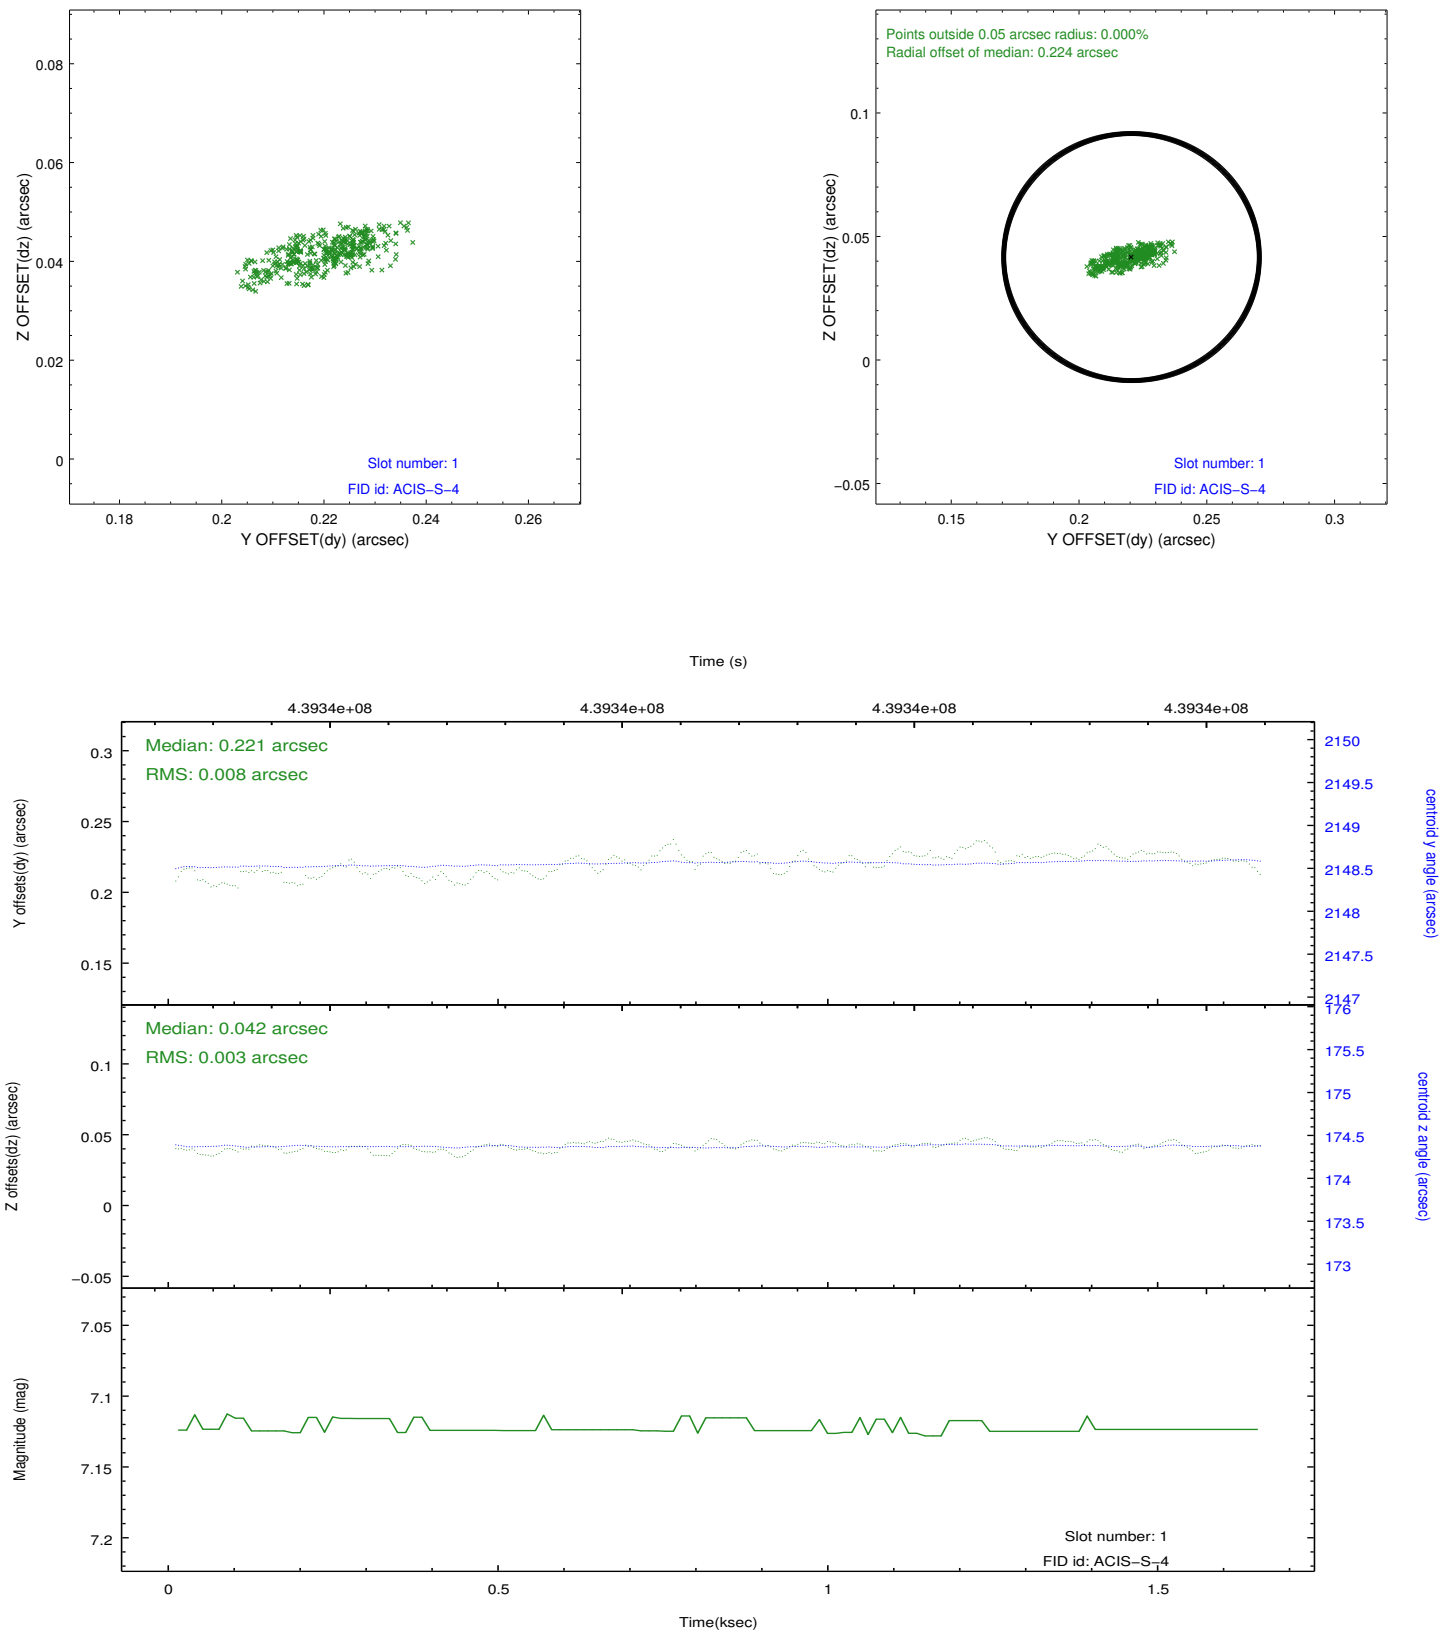 0.08
0.06
0.04
0.02
0
Z OFFSET(dz) (arcsec)
Slot number: 1
FID id: ACIS−S−4
0.18 0.2 0.22 0.24 0.26
Y OFFSET(dy) (arcsec)
Points outside 0.05 arcsec radius: 0.000%
Radial offset of median: 0.224 arcsec
0.1
0.05
0
−0.05
Z OFFSET(dz) (arcsec)
Slot number: 1
FID id: ACIS−S−4
0.15 0.2 0.25 0.3
Y OFFSET(dy) (arcsec)
Time (s)
4.3934e+08 4.3934e+08 4.3934e+08 4.3934e+08
Median: 0.221 arcsec
RMS: 0.008 arcsec
0.3
0.25
0.2
0.15
Y offsets(dy) (arcsec)
2150
2149.5
2149
2148.5
2148
2147.5
2147
centroid y angle (arcsec)
Median: 0.042 arcsec
RMS: 0.003 arcsec
0.1
0.05
0
−0.05
Z offsets(dz) (arcsec)
176
175.5
175
174.5
174
173.5
173
centroid z angle (arcsec)
7.05
7.1
7.15
7.2
Magnitude (mag)
Slot number: 1
FID id: ACIS−S−4
0 0.5 1 1.5
Time(ksec)